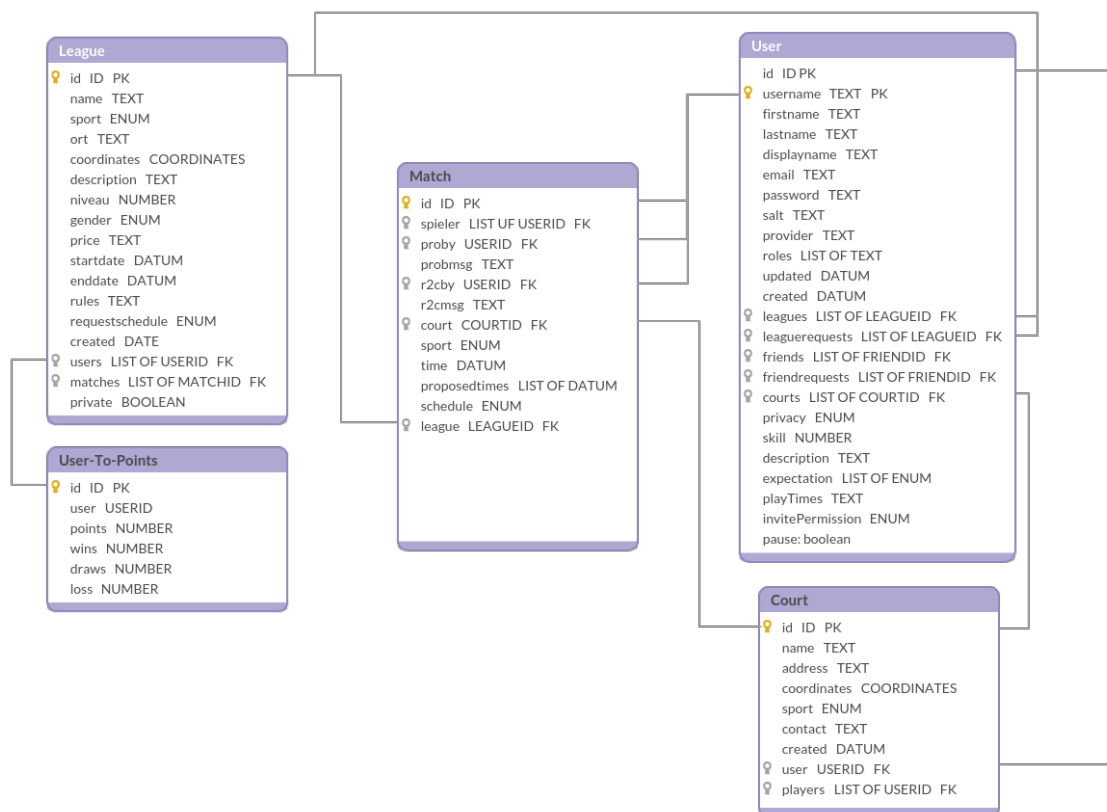 League
id ID PK
name TEXT
sport ENUM
ort TEXT
coordinates COORDINATES
description TEXT
niveau NUMBER
gender ENUM
price TEXT
startdate DATUM
enddate DATUM
rules TEXT
requestschedule ENUM
created DATE
users LIST OF USERID FK
matches LIST OF MATCHID FK
private BOOLEAN
User-To-Points
id ID PK
user USERID
points NUMBER
wins NUMBER
draws NUMBER
loss NUMBER
Match
id ID PK
spieler LIST UF USERID FK
proby USERID FK
probmsg TEXT
r2cby USERID FK
r2cmsg TEXT
court COURTID FK
sport ENUM
time DATUM
proposedtimes LIST OF DATUM
schedule ENUM
league LEAGUEID FK
User
id ID PK
username TEXT PK
firstname TEXT
lastname TEXT
displayname TEXT
email TEXT
password TEXT
salt TEXT
provider TEXT
roles LIST OF TEXT
updated DATUM
created DATUM
leagues LIST OF LEAGUEID FK
leaguerequests LIST OF LEAGUEID FK
friends LIST OF FRIENDID FK
friendrequests LIST OF FRIENDID FK
courts LIST OF COURTID FK
privacy ENUM
skill NUMBER
description TEXT
expectation LIST OF ENUM
playTimes TEXT
invitePermission ENUM
pause: boolean
Court
id ID PK
name TEXT
address TEXT
coordinates COORDINATES
sport ENUM
contact TEXT
created DATUM
user USERID FK
players LIST OF USERID FK